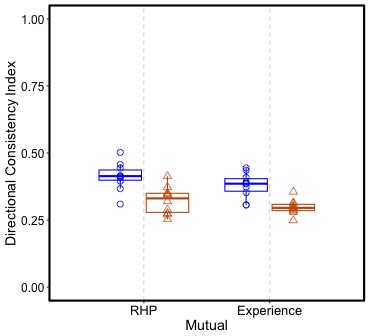 1.00
0.75
0.50
0.25
0.00
Directional Consistency Index
RHP
Experience
Mutual